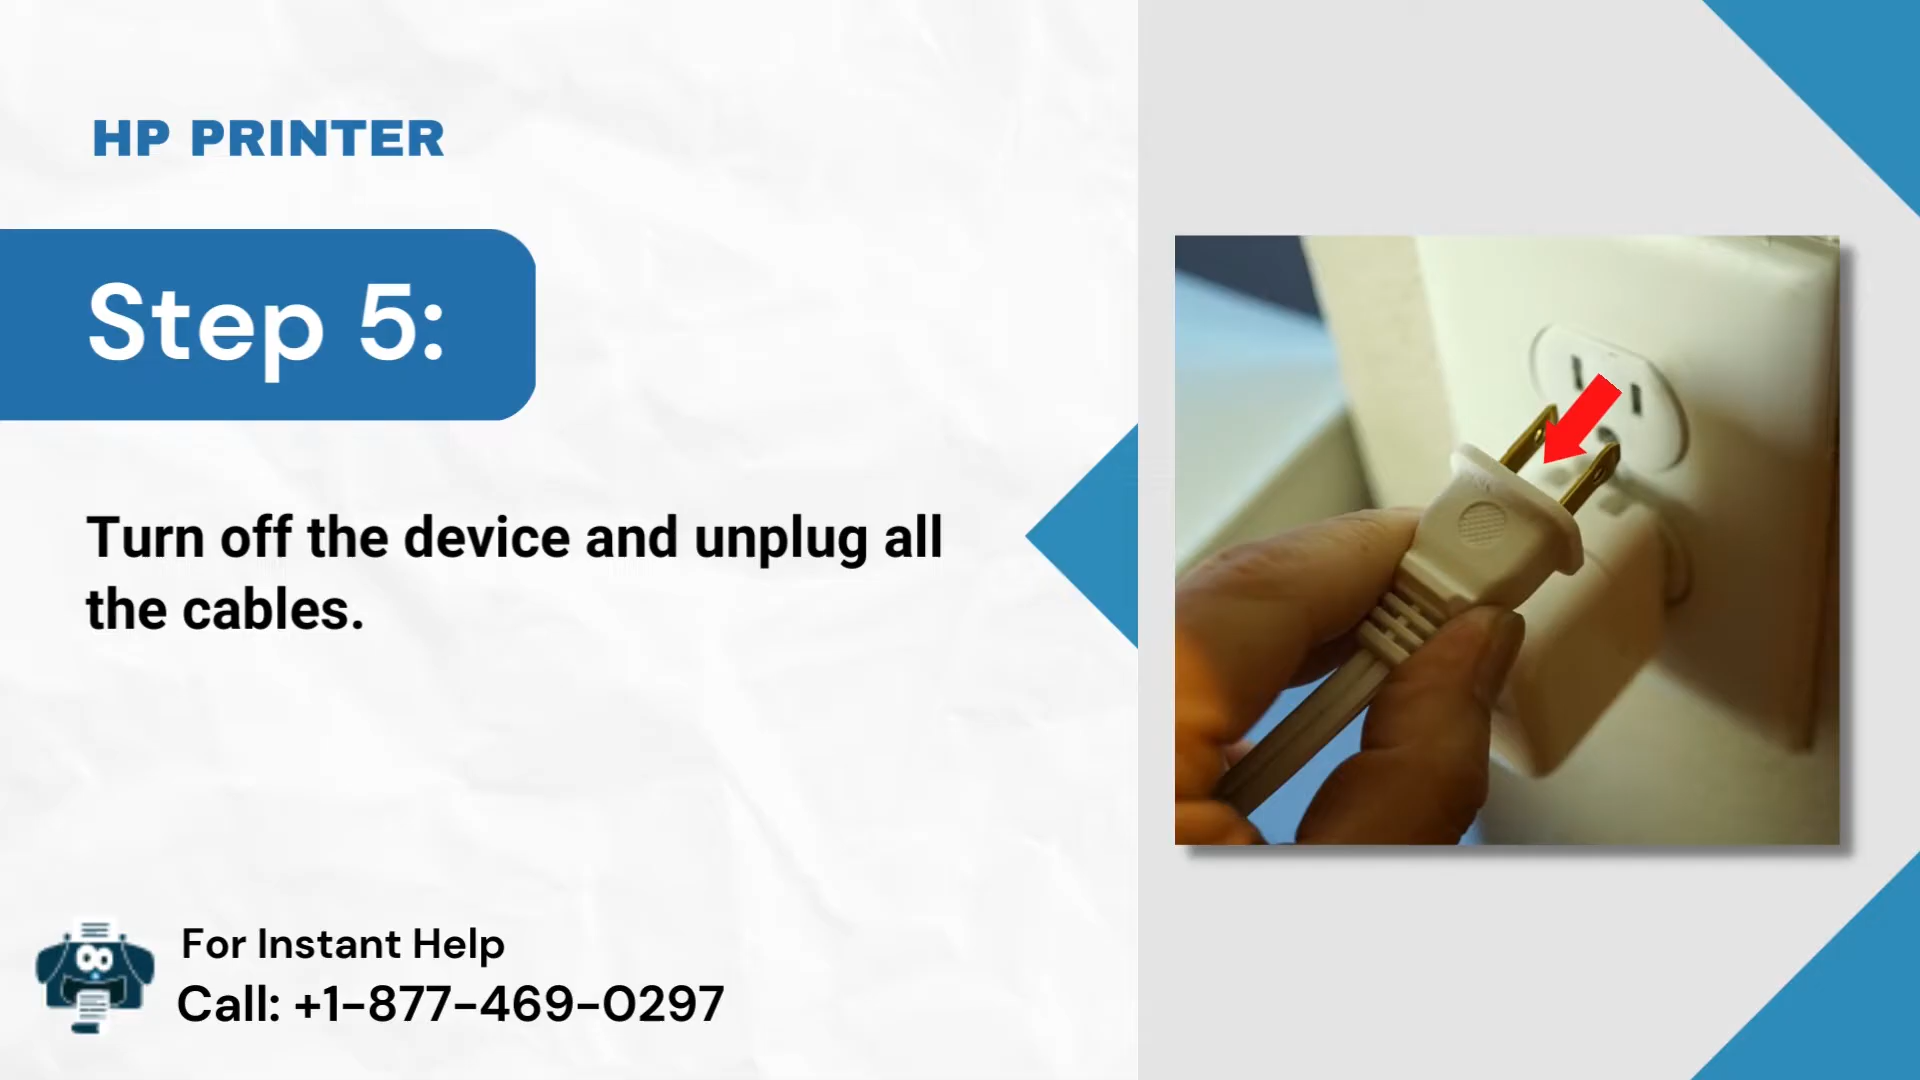 HP PRINTER
Step 5:
Turn off the device and unplug all
the cables.
For Instant Help
Call: +1-877-469-0297